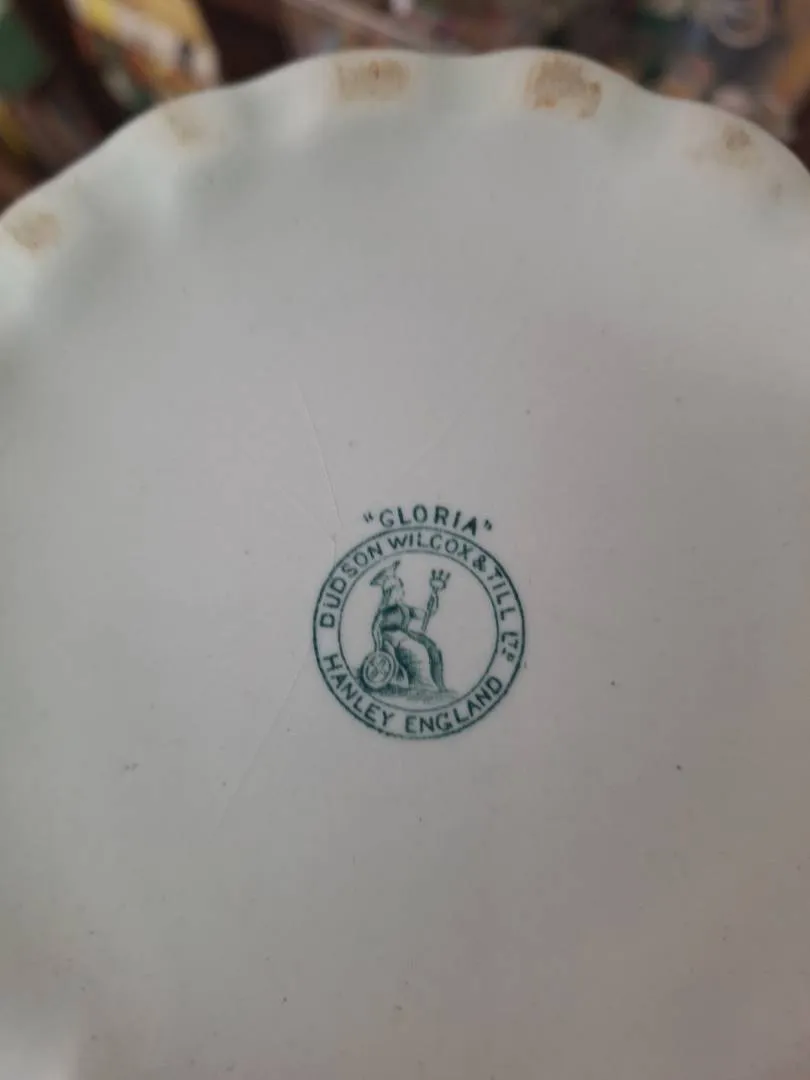 "GLORIA"
DUDSON WILCOX & TILL LTD
HANLEY ENGLAND